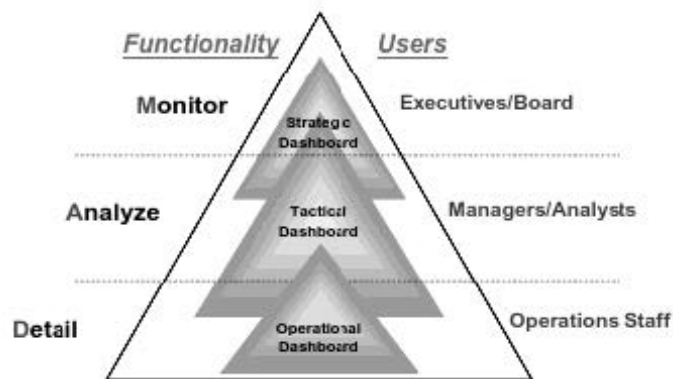 Functionality Users
Monitor
Executives/Board
Strategic
Dashboard
Analyze
Tactical
Dashboard
Managers/Analysts
Detail
Operational
Dashboard
Operations Staff